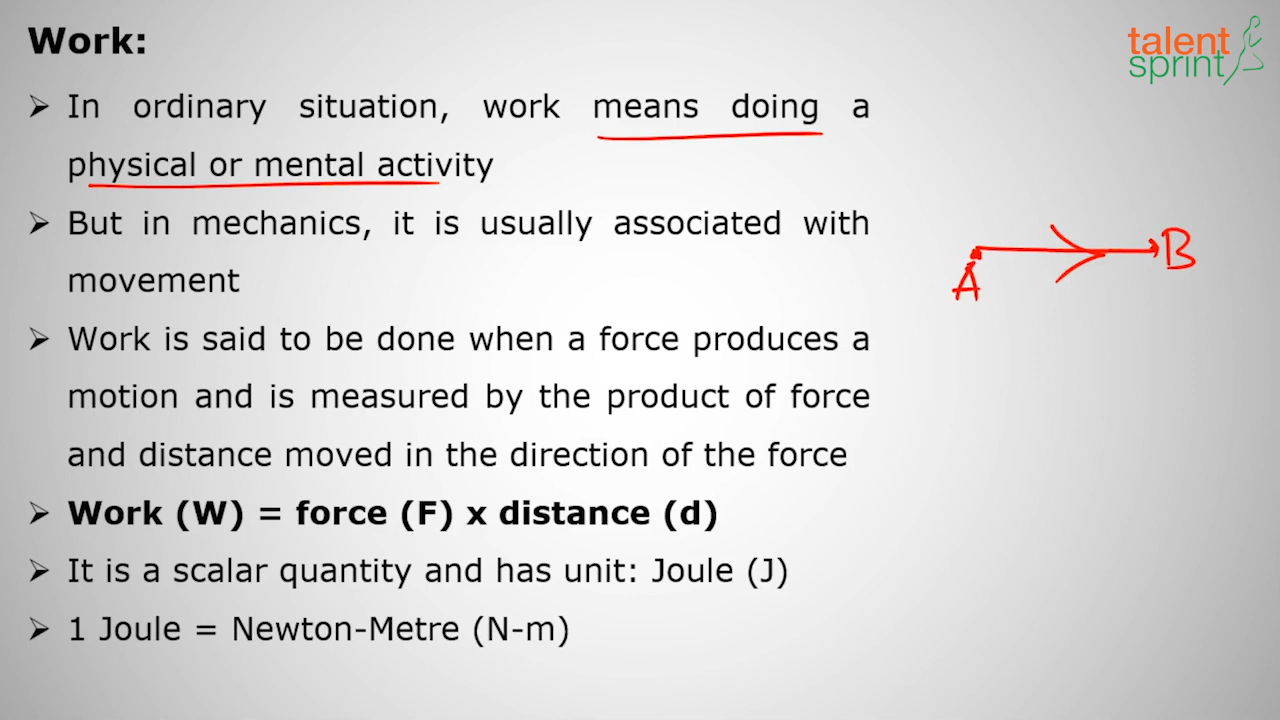 Work:
talent
sprint
➢ In ordinary situation, work means doing a
physical or mental activity
➢ But in mechanics, it is usually associated with
movement
A
B
➢ Work is said to be done when a force produces a
motion and is measured by the product of force
and distance moved in the direction of the force
➢ Work (W) = force (F) x distance (d)
➢ It is a scalar quantity and has unit: Joule (J)
➢ 1 Joule = Newton-Metre (N-m)